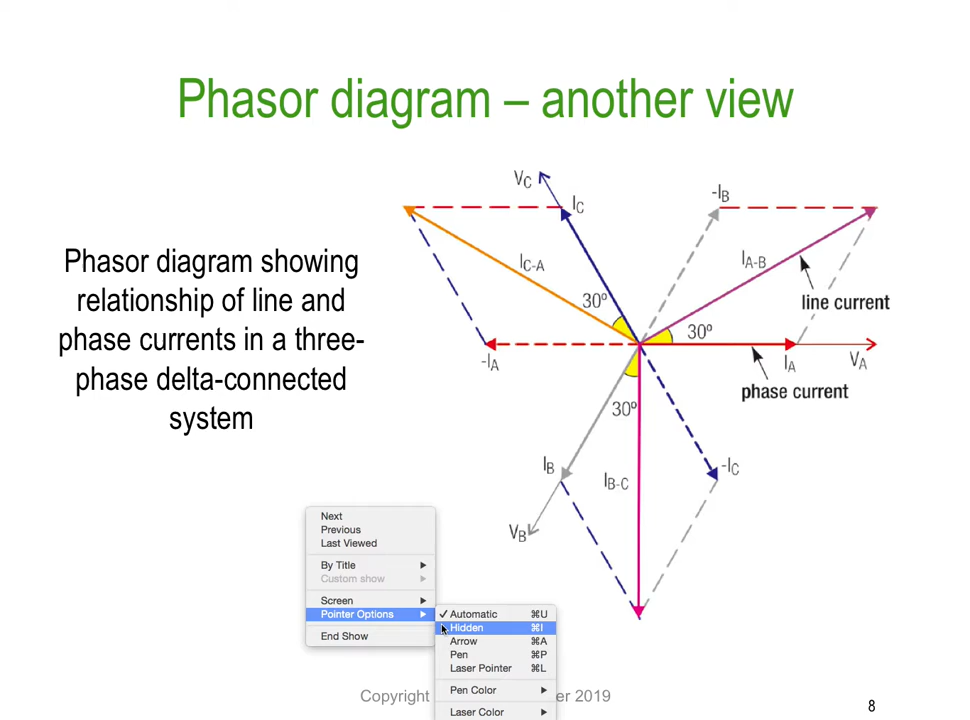 Phasor diagram – another view
Phasor diagram showing
relationship of line and
phase currents in a three-
phase delta-connected
system
VC
IC
-IB
IC-A
IA-B
line current
30º
30º
-IA
IA
VA
phase current
30º
IB
IB-C
-IC
VB
Next
Previous
Last Viewed
By Title
Custom show
Screen
Pointer Options
End Show
✓ Automatic ⌘U
Hidden ⌘I
Arrow ⌘A
Pen ⌘P
Laser Pointer ⌘L
Pen Color
Laser Color
Copyright er 2019
8